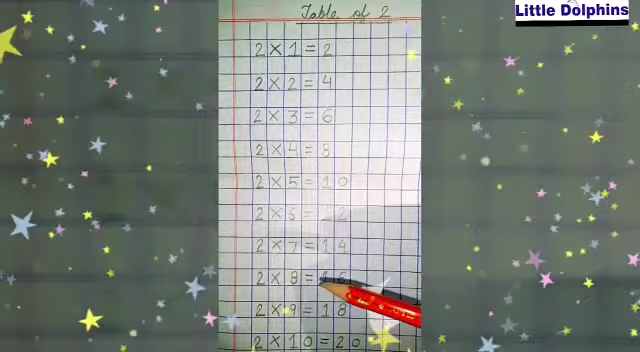 Little Dolphins
Table of 2
2 × 1 = 2
2 × 2 = 4
2 × 3 = 6
2 × 4 = 8
2 × 5 = 10
2 × 6 = 12
2 × 7 = 14
2 × 8 = 16
2 × 9 = 18
2 × 10 = 20